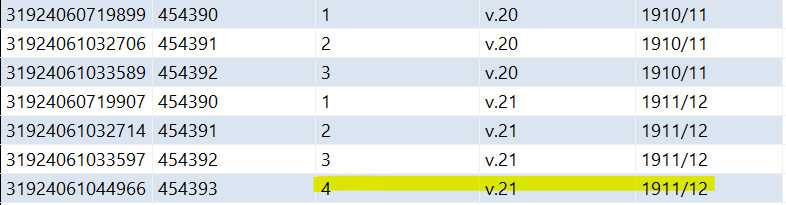 31924060719899 454390 1 v.20 1910/11
31924061032706 454391 2 v.20 1910/11
31924061033589 454392 3 v.20 1910/11
31924060719907 454390 1 v.21 1911/12
31924061032714 454391 2 v.21 1911/12
31924061033597 454392 3 v.21 1911/12
31924061044966 454393 4 v.21 1911/12